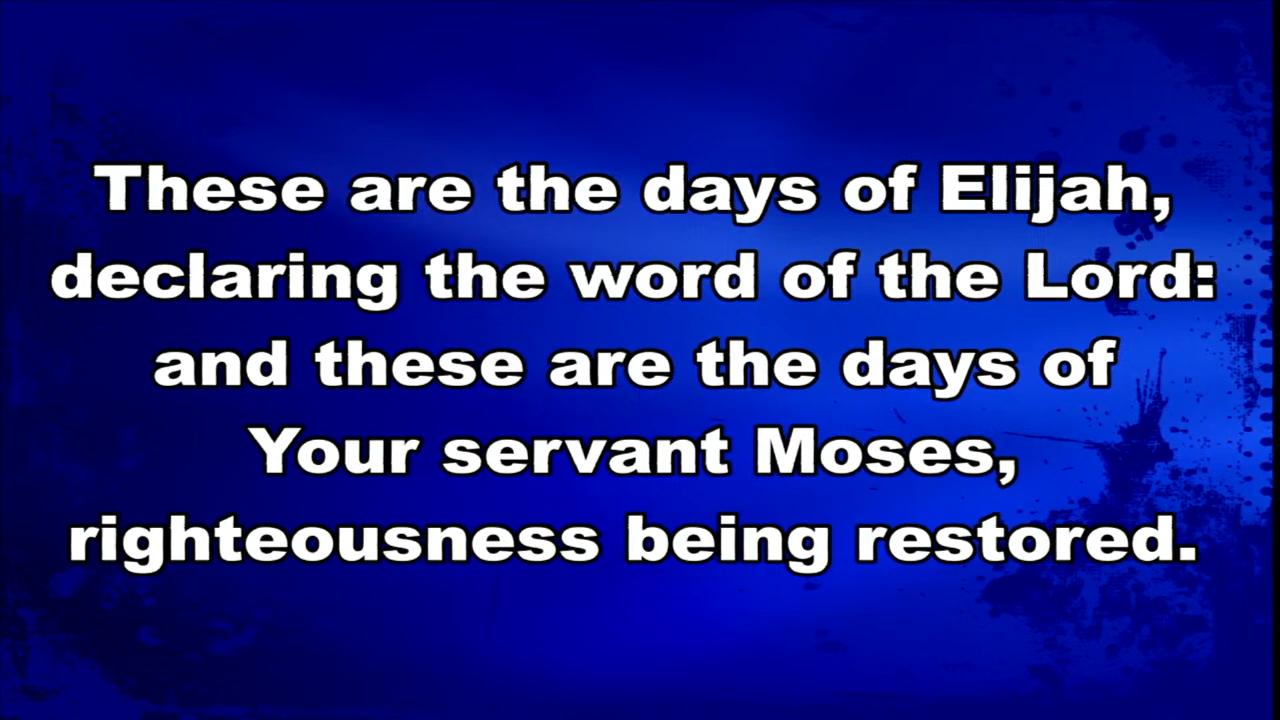 These are the days of Elijah,
declaring the word of the Lord:
and these are the days of
Your servant Moses,
righteousness being restored.